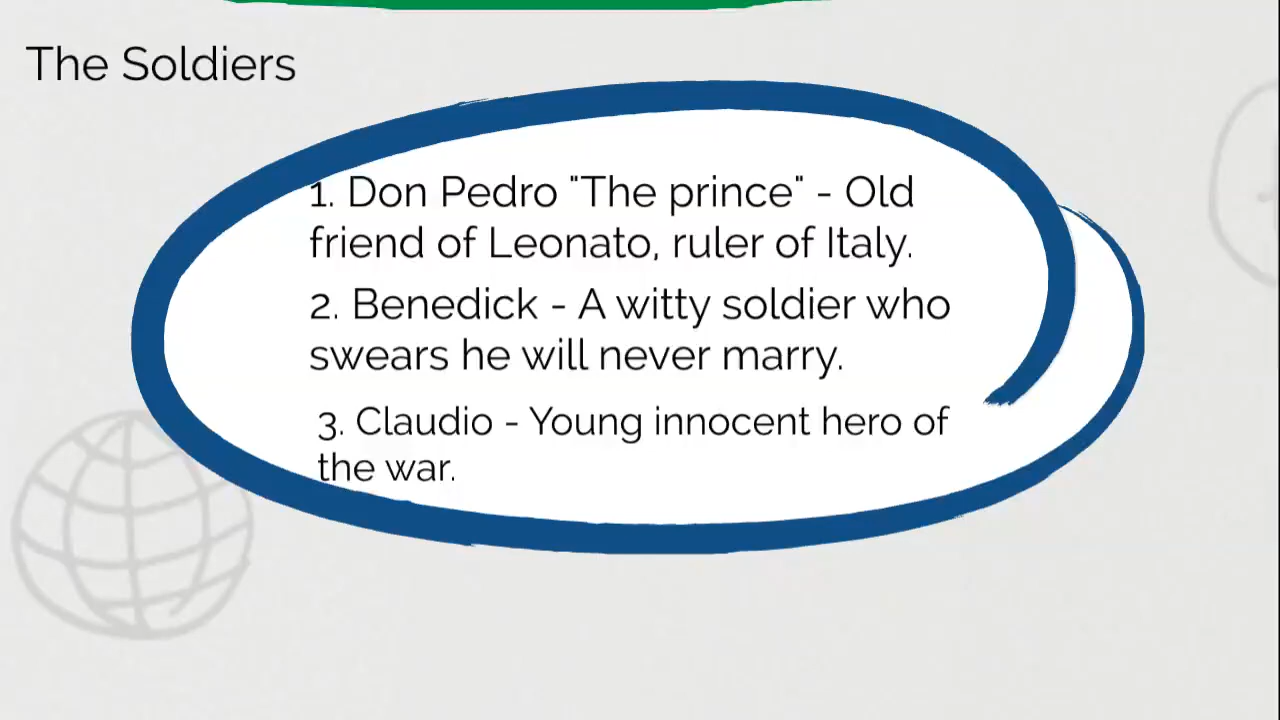 The Soldiers
1. Don Pedro "The prince" - Old
friend of Leonato, ruler of Italy.
2. Benedick - A witty soldier who
swears he will never marry.
3. Claudio - Young innocent hero of
the war.